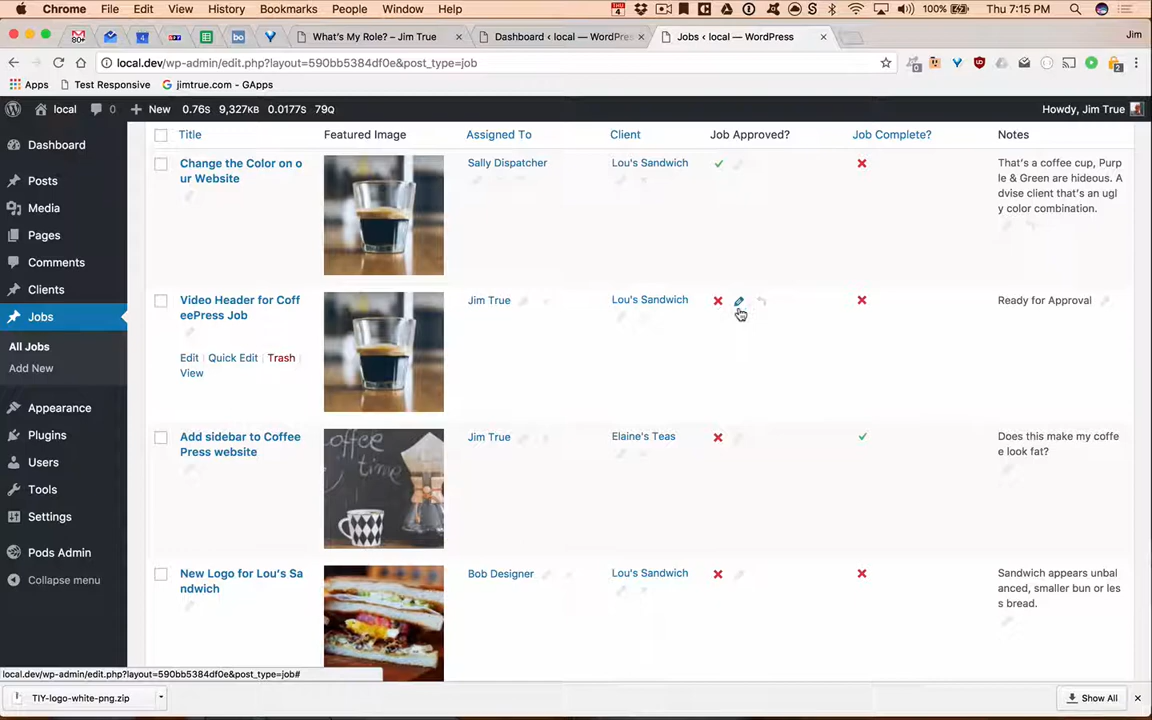 Chrome File Edit View History Bookmarks People Window Help 100% Thu 7:15 PM
What's My Role? – Jim True Dashboard ‹ local — WordPres Jobs ‹ local — WordPress Jim
local.dev/wp-admin/edit.php?layout=590bb5384df0e&post_type=job
Apps Test Responsive jimtrue.com - GApps
local 0 New 0.76S 9,327KB 0.0177S 79Q Howdy, Jim True
Title Featured Image Assigned To Client Job Approved? Job Complete? Notes
Dashboard
Posts
Media
Pages
Comments
Clients
Jobs
All Jobs
Add New
Appearance
Plugins
Users
Tools
Settings
Pods Admin
Collapse menu
Change the Color on o
ur Website
Sally Dispatcher
Lou's Sandwich
That's a coffee cup, Purp
le & Green are hideous. A
dvise client that's an ugl
y color combination.
Video Header for Coff
eePress Job
Edit | Quick Edit | Trash |
View
Jim True
Lou's Sandwich
Ready for Approval
Add sidebar to Coffee
Press website
coffee
time
Jim True
Elaine's Teas
Does this make my coffe
e look fat?
New Logo for Lou's Sa
ndwich
Bob Designer
Lou's Sandwich
Sandwich appears unbal
anced, smaller bun or les
s bread.
local.dev/wp-admin/edit.php?layout=590bb5384df0e&post_type=job#
TIY-logo-white-png.zip
Show All